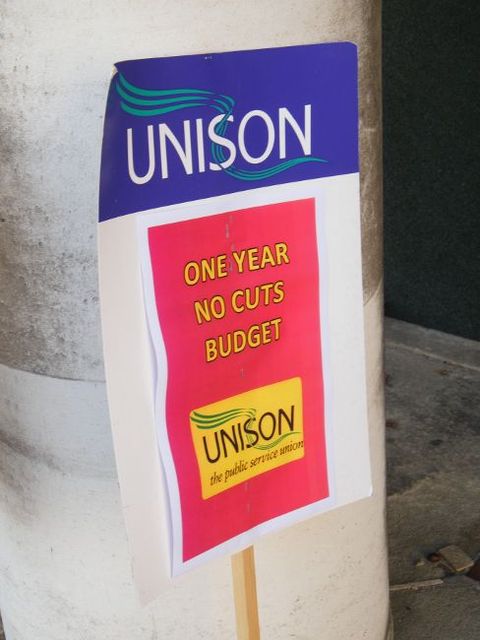 UNISON
ONE YEAR
NO CUTS
BUDGET
UNISON
the public service union